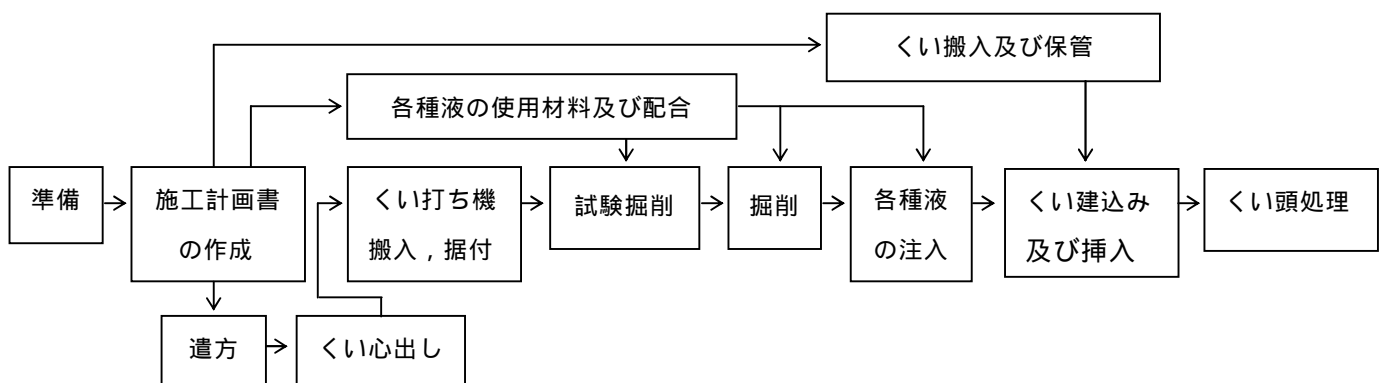 くい搬入及び保管
各種液の使用材料及び配合
準備
施工計画書
の作成
くい打ち機
搬入,据付
試験掘削
掘削
各種液
の注入
くい建込み
及び挿入
くい頭処理
遣方
くい心出し